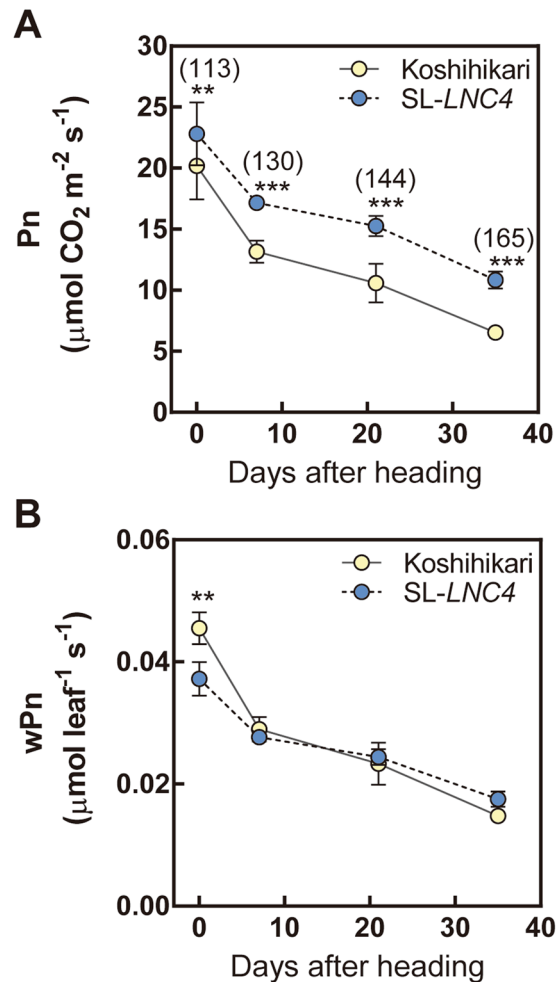 A
30
25
20
15
10
5
0
Pn
(μmol CO2 m-2 s-1)
(113)
**
(130)
***
(144)
***
(165)
***
Koshihikari
SL-LNC4
0 10 20 30 40
Days after heading
B
0.06
0.04
0.02
0.00
wPn
(μmol leaf-1 s-1)
**
Koshihikari
SL-LNC4
0 10 20 30 40
Days after heading